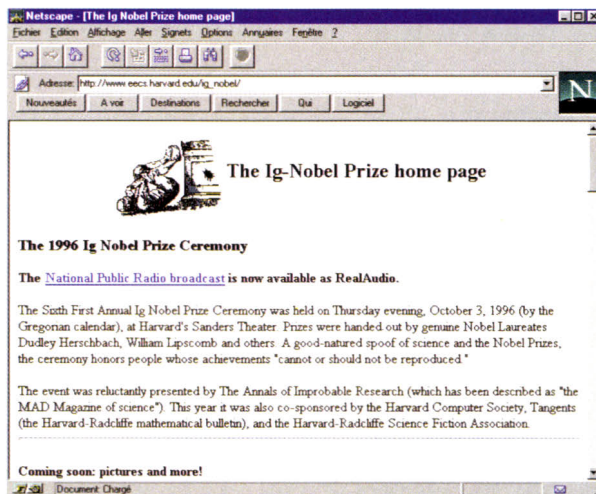 Netscape - [The Ig Nobel Prize home page]
Fichier Edition Affichage Aller Signets Options Annuaires Fenêtre ?
Adresse: http://www.eecs.harvard.edu/ig_nobel/
N
Nouveautés A voir Destinations Rechercher Qui Logiciel
The Ig-Nobel Prize home page
The 1996 Ig Nobel Prize Ceremony
The National Public Radio broadcast is now available as RealAudio.
The Sixth First Annual Ig Nobel Prize Ceremony was held on Thursday evening, October 3, 1996 (by the
Gregorian calendar), at Harvard's Sanders Theater. Prizes were handed out by genuine Nobel Laureates
Dudley Herschbach, William Lipscomb and others. A good-natured spoof of science and the Nobel Prizes,
the ceremony honors people whose achievements "cannot or should not be reproduced."
The event was reluctantly presented by The Annals of Improbable Research (which has been described as "the
MAD Magazine of science"). This year it was also co-sponsored by the Harvard Computer Society, Tangents
(the Harvard-Radcliffe mathematical bulletin), and the Harvard-Radcliffe Science Fiction Association.
Coming soon: pictures and more!
Document: Chargé